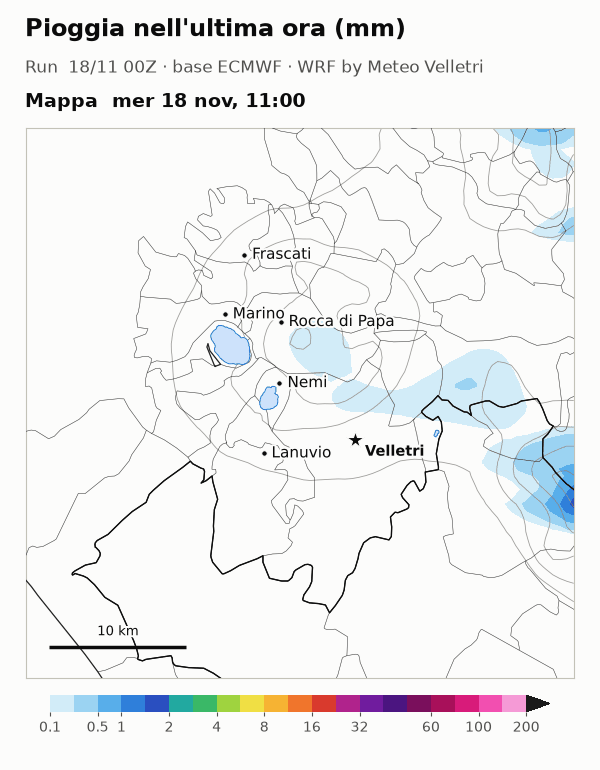 Pioggia nell'ultima ora (mm)
Run  18/11 00Z · base ECMWF · WRF by Meteo Velletri
Mappa  mer 18 nov, 11:00
Frascati
Marino
Rocca di Papa
Nemi
Lanuvio
Velletri
10 km
0.1 0.5 1 2 4 8 16 32 60 100 200